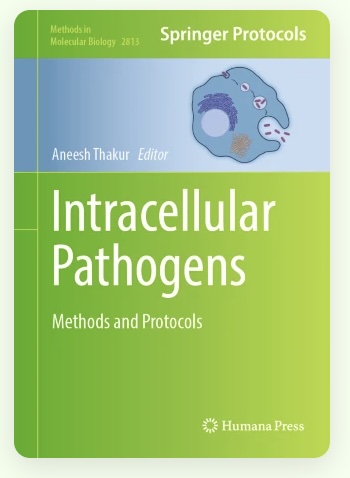 Methods in
Molecular Biology 2813
Springer Protocols
Aneesh Thakur Editor
Intracellular
Pathogens
Methods and Protocols
Humana Press